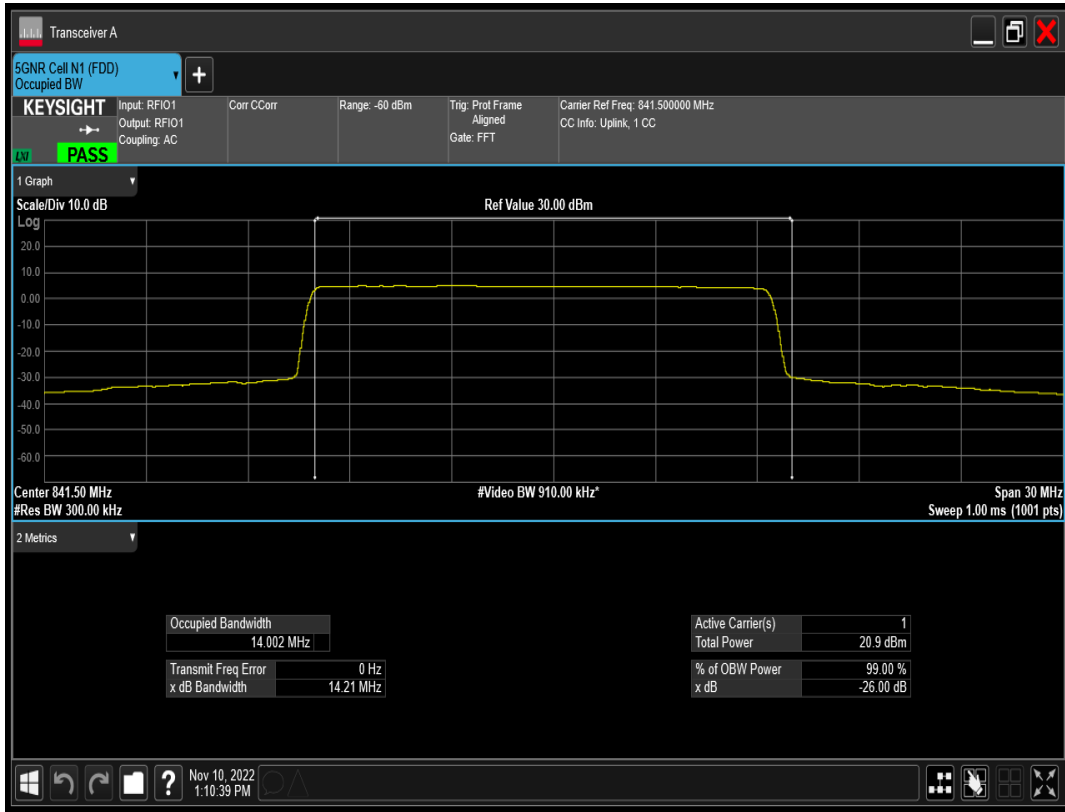 Transceiver A
5GNR Cell N1 (FDD)
Occupied BW
+
KEYSIGHT
LXI PASS
Input: RFIO1
Output: RFIO1
Coupling: AC
Corr CCorr
Range: -60 dBm
Trig: Prot Frame
Aligned
Gate: FFT
Carrier Ref Freq: 841.500000 MHz
CC Info: Uplink, 1 CC
1 Graph
Scale/Div 10.0 dB
Ref Value 30.00 dBm
Log
20.0
10.0
0.00
-10.0
-20.0
-30.0
-40.0
-50.0
-60.0
Center 841.50 MHz
#Video BW 910.00 kHz*
Span 30 MHz
#Res BW 300.00 kHz
Sweep 1.00 ms (1001 pts)
2 Metrics
Occupied Bandwidth
14.002 MHz
Transmit Freq Error 0 Hz
x dB Bandwidth 14.21 MHz
Active Carrier(s) 1
Total Power 20.9 dBm
% of OBW Power 99.00 %
x dB -26.00 dB
?
Nov 10, 2022
1:10:39 PM